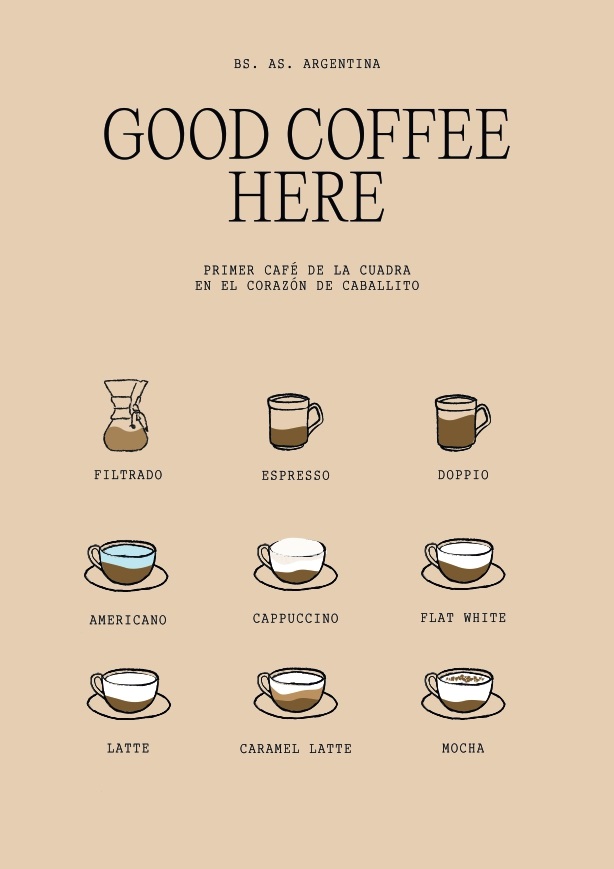 BS. AS. ARGENTINA
GOOD COFFEE
HERE
PRIMER CAFÉ DE LA CUADRA
EN EL CORAZÓN DE CABALLITO
FILTRADO
ESPRESSO
DOPPIO
AMERICANO
CAPPUCCINO
FLAT WHITE
LATTE
CARAMEL LATTE
MOCHA